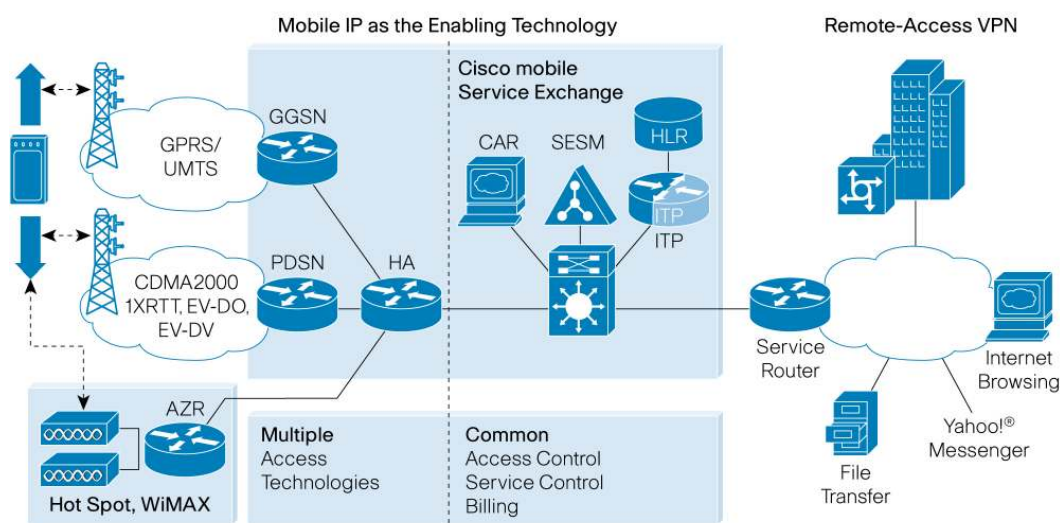 Mobile IP as the Enabling Technology
Remote-Access VPN
Cisco mobile
Service Exchange
GGSN
GPRS/
UMTS
CAR
SESM
HLR
ITP
ITP
PDSN
HA
CDMA2000
1XRTT, EV-DO,
EV-DV
Service
Router
Internet
Browsing
Yahoo!®
Messenger
File
Transfer
AZR
Hot Spot, WiMAX
Multiple
Access
Technologies
Common
Access Control
Service Control
Billing